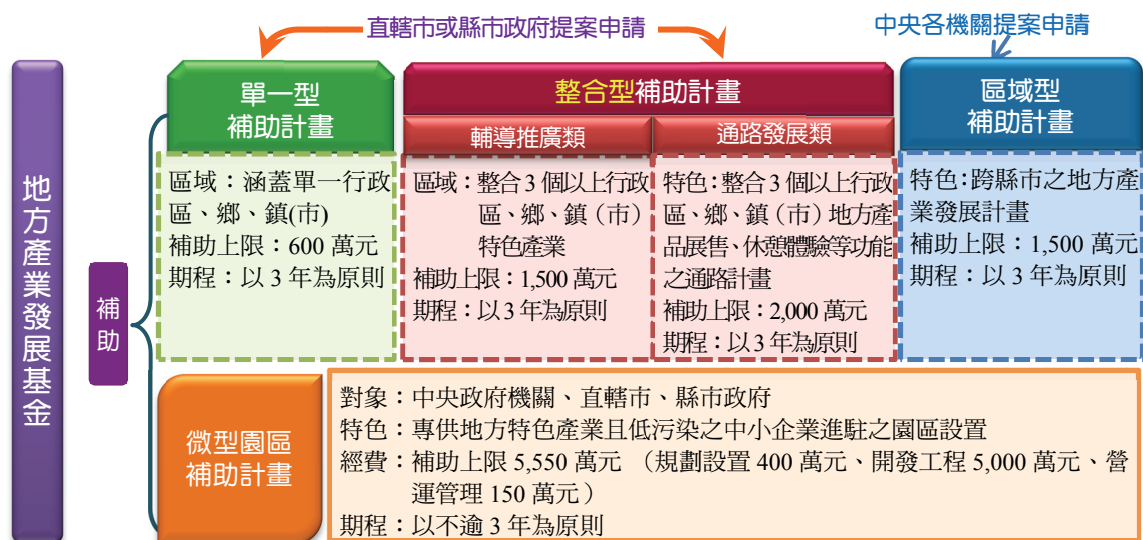 直轄市或縣市政府提案申請
中央各機關提案申請
地方產業發展基金
補助
單一型
補助計畫
區域：涵蓋單一行政
區、鄉、鎮(市)
補助上限：600 萬元
期程：以 3 年為原則
整合型補助計畫
輔導推廣類
區域：整合 3 個以上行政
區、鄉、鎮（市）
特色產業
補助上限：1,500 萬元
期程：以 3 年為原則
通路發展類
特色：整合 3 個以上行政
區、鄉、鎮（市）地方產
品展售、休憩體驗等功能
之通路計畫
補助上限：2,000 萬元
期程：以 3 年為原則
區域型
補助計畫
特色：跨縣市之地方產
業發展計畫
補助上限：1,500 萬元
期程：以 3 年為原則
微型園區
補助計畫
對象：中央政府機關、直轄市、縣市政府
特色：專供地方特色產業且低污染之中小企業進駐之園區設置
經費：補助上限 5,550 萬元 （規劃設置 400 萬元、開發工程 5,000 萬元、營
運管理 150 萬元）
期程：以不逾 3 年為原則